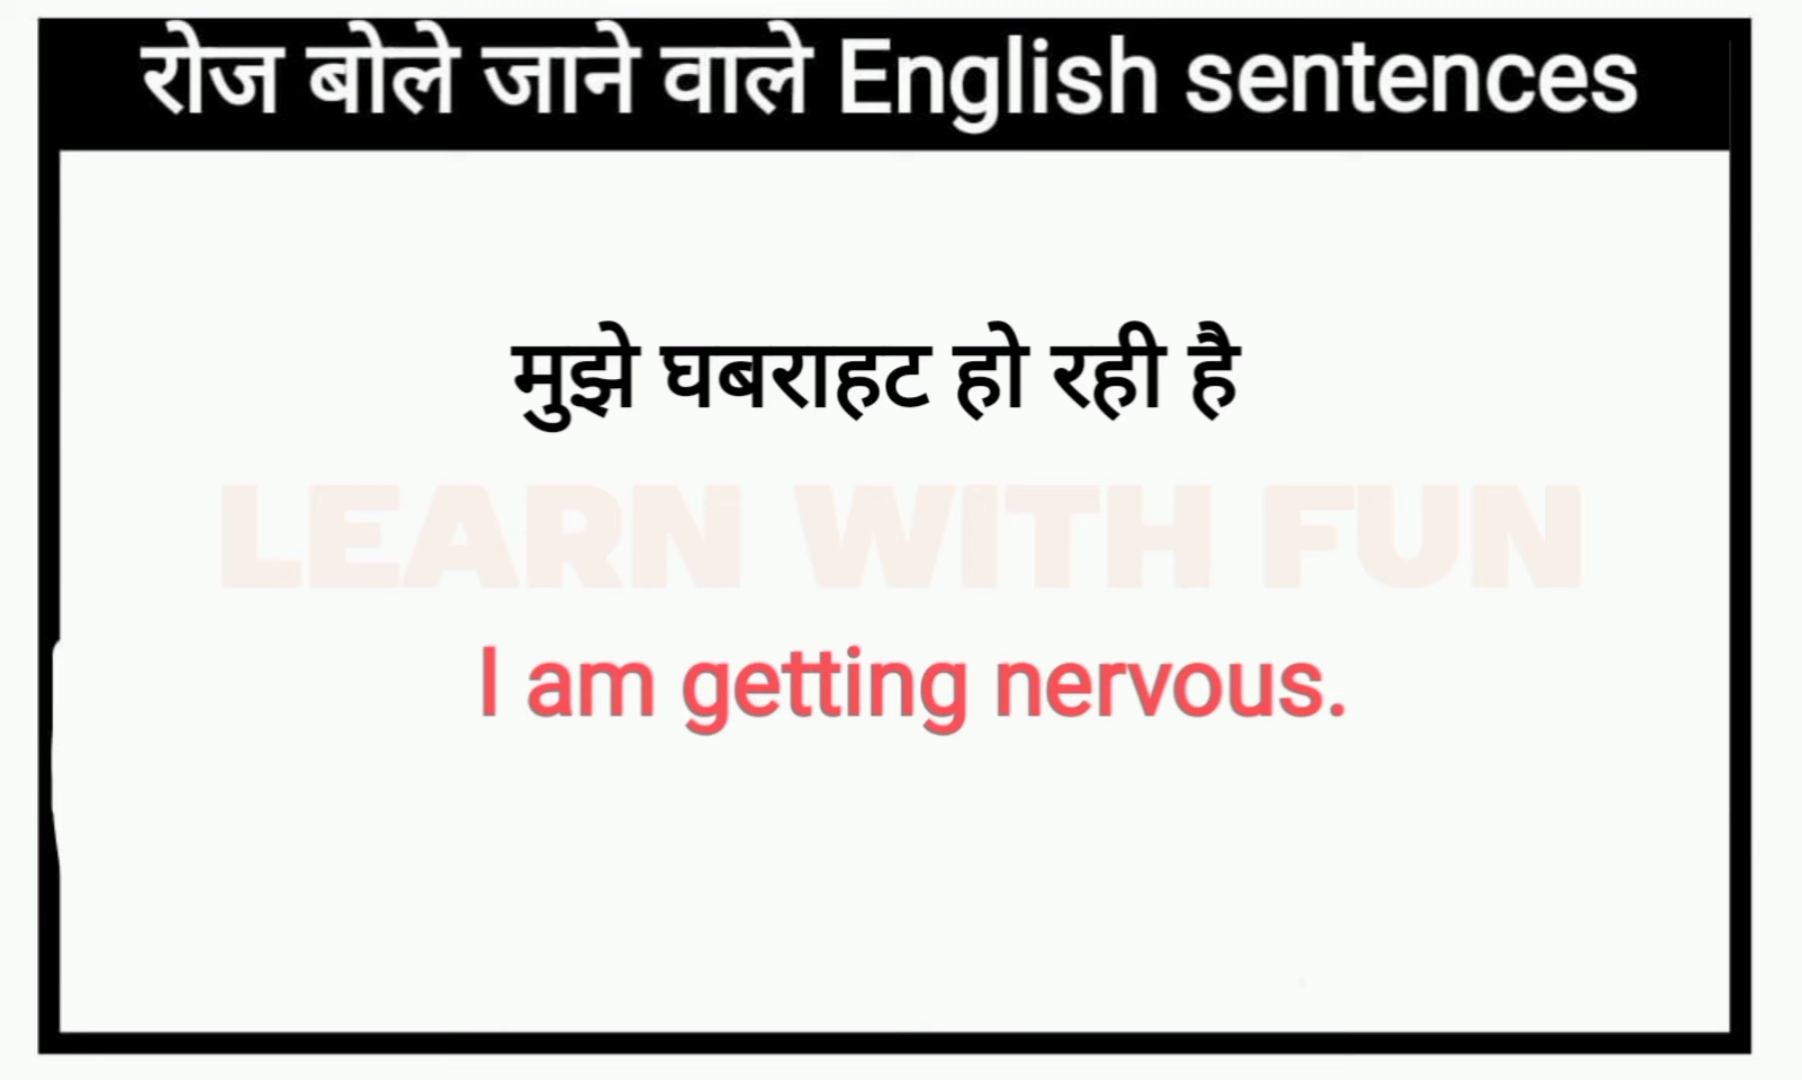 रोज बोले जाने वाले English sentences
मुझे घबराहट हो रही है
LEARN WITH FUN
I am getting nervous.